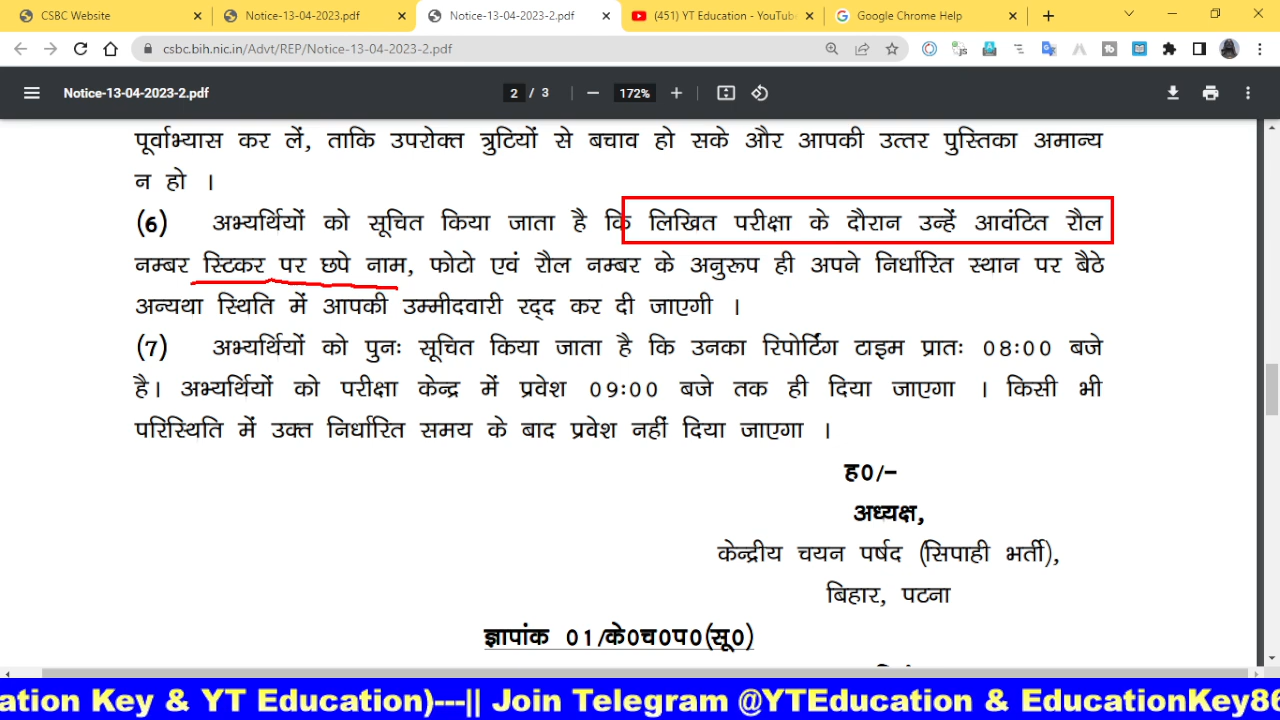 CSBC Website
Notice-13-04-2023.pdf
Notice-13-04-2023-2.pdf
(451) YT Education - YouTube
Google Chrome Help
csbc.bih.nic.in/Advt/REP/Notice-13-04-2023-2.pdf
Notice-13-04-2023-2.pdf
2 / 3
172%
पूर्वाभ्यास कर लें, ताकि उपरोक्त त्रुटियों से बचाव हो सके और आपकी उत्तर पुस्तिका अमान्य
न हो ।
(6) अभ्यर्थियों को सूचित किया जाता है कि लिखित परीक्षा के दौरान उन्हें आवंटित रौल
नम्बर स्टिकर पर छपे नाम, फोटो एवं रौल नम्बर के अनुरूप ही अपने निर्धारित स्थान पर बैठे
अन्यथा स्थिति में आपकी उम्मीदवारी रद्द कर दी जाएगी ।
(7) अभ्यर्थियों को पुनः सूचित किया जाता है कि उनका रिपोर्टिंग टाइम प्रातः 08:00 बजे
है। अभ्यर्थियों को परीक्षा केन्द्र में प्रवेश 09:00 बजे तक ही दिया जाएगा । किसी भी
परिस्थिति में उक्त निर्धारित समय के बाद प्रवेश नहीं दिया जाएगा ।
ह0/-
अध्यक्ष,
केन्द्रीय चयन पर्षद (सिपाही भर्ती),
बिहार, पटना
ज्ञापांक 01/के0च0प0(सू0)
ation Key & YT Education)---|| Join Telegram @YTEducation & EducationKey86